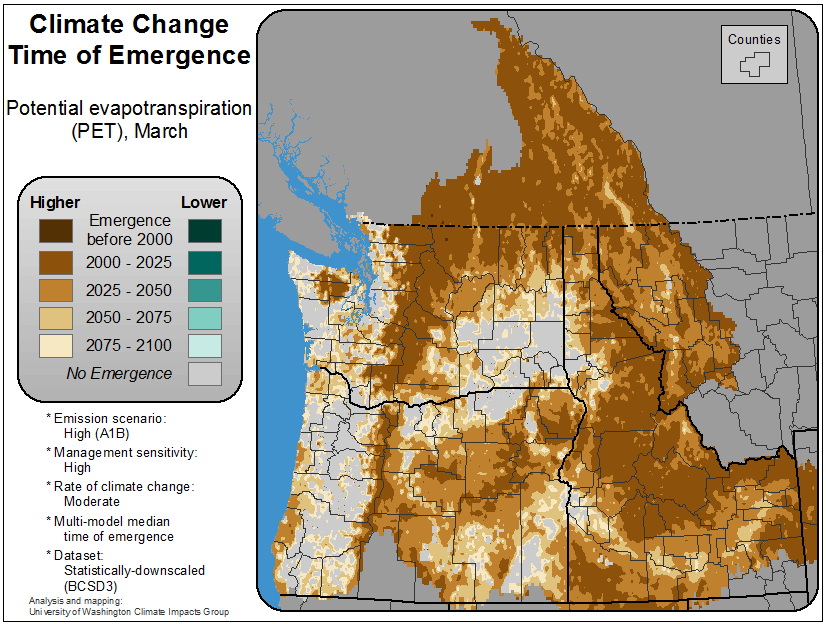 Climate Change
Time of Emergence
Potential evapotranspiration
(PET), March
Counties
Higher
Lower
Emergence
before 2000
2000 - 2025
2025 - 2050
2050 - 2075
2075 - 2100
No Emergence
* Emission scenario:
High (A1B)
* Management sensitivity:
High
* Rate of climate change:
Moderate
* Multi-model median
time of emergence
* Dataset:
Statistically-downscaled
(BCSD3)
Analysis and mapping:
University of Washington Climate Impacts Group